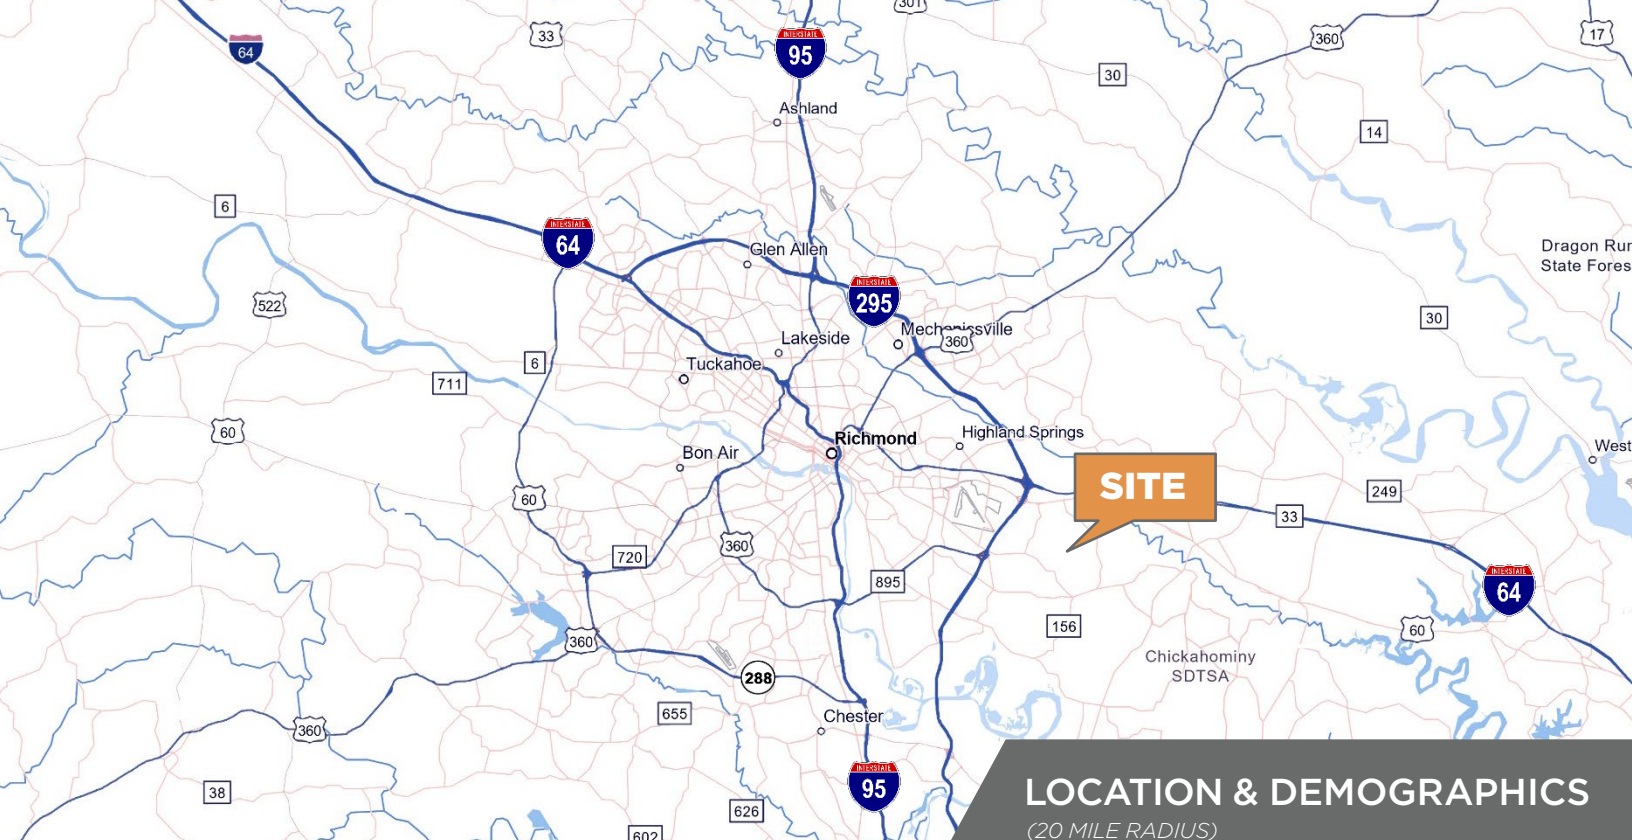 301
33
INTERSTATE
95
360
17
64
30
Ashland
14
6
INTERSTATE
64
Glen Allen
Dragon Run
State Fores
522
INTERSTATE
295
30
Mechanicsville
360
Lakeside
6
Tuckahoe
711
60
Richmond
Highland Springs
West
Bon Air
SITE
249
60
33
360
720
895
INTERSTATE
64
156
60
360
Chickahominy
SDTSA
288
655
Chester
360
INTERSTATE
95
38
LOCATION & DEMOGRAPHICS
626
(20 MILE RADIUS)
602